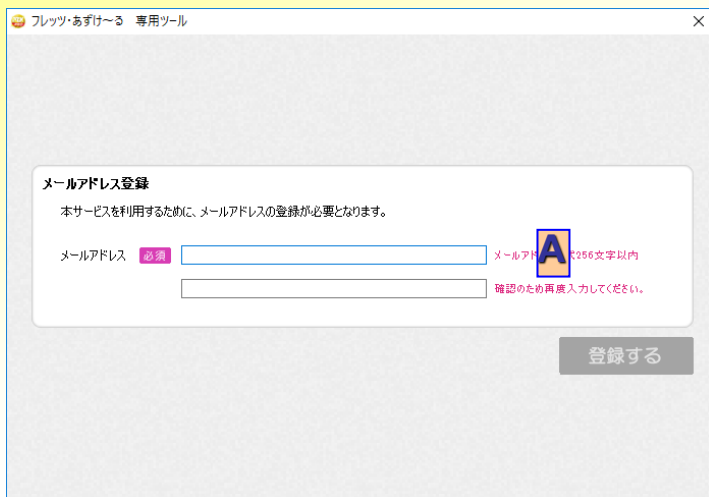 フレッツ・あずけ～る 専用ツール
メールアドレス登録
本サービスを利用するために、メールアドレスの登録が必要となります。
メールアドレス 必須
メールアド
A
256文字以内
確認のため再度入力してください。
登録する